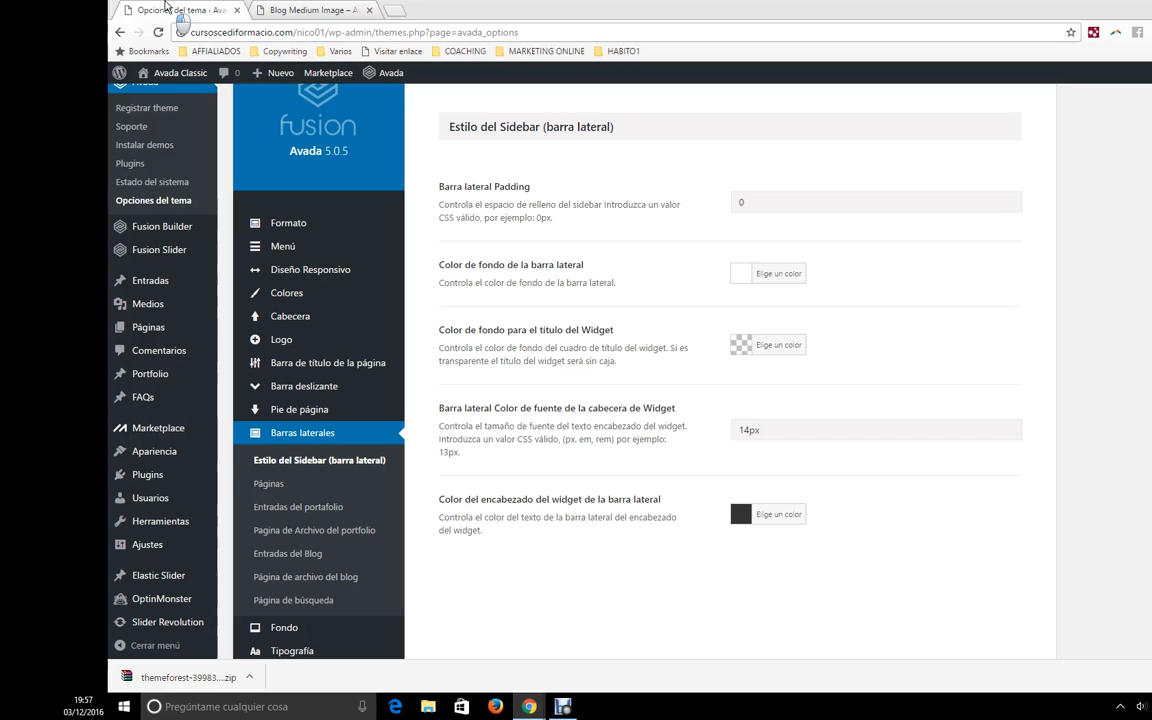 Opciones del tema ‹ Ava
Blog Medium Image – A
cursoscediformacio.com/nico01/wp-admin/themes.php?page=avada_options
Bookmarks
AFFIALIADOS
Copywriting
Varios
Visitar enlace
COACHING
MARKETING ONLINE
HABITO1
Avada Classic
0
Nuevo
Marketplace
Avada
Avada
Registrar theme
Soporte
Instalar demos
Plugins
Estado del sistema
Opciones del tema
Fusion Builder
Fusion Slider
Entradas
Medios
Páginas
Comentarios
Portfolio
FAQs
Marketplace
Apariencia
Plugins
Usuarios
Herramientas
Ajustes
Elastic Slider
OptinMonster
Slider Revolution
Cerrar menú
fusion
Avada 5.0.5
Formato
Menú
Diseño Responsivo
Colores
Cabecera
Logo
Barra de título de la página
Barra deslizante
Pie de página
Barras laterales
Estilo del Sidebar (barra lateral)
Páginas
Entradas del portafolio
Pagina de Archivo del portfolio
Entradas del Blog
Página de archivo del blog
Página de búsqueda
Fondo
Aa Tipografía
Estilo del Sidebar (barra lateral)
Barra lateral Padding
Controla el espacio de relleno del sidebar Introduzca un valor
CSS válido, por ejemplo: 0px.
0
Color de fondo de la barra lateral
Controla el color de fondo de la barra lateral.
Elige un color
Color de fondo para el título del Widget
Controla el color de fondo del cuadro de título del widget. Si es
transparente el título del widget será sin caja.
Elige un color
Barra lateral Color de fuente de la cabecera de Widget
Controla el tamaño de fuente del texto encabezado del widget.
Introduzca un valor CSS válido, (px. em, rem) por ejemplo:
13px.
14px
Color del encabezado del widget de la barra lateral
Controla el color del texto de la barra lateral del encabezado
del widget.
Elige un color
themeforest-39983....zip
19:57
03/12/2016
Pregúntame cualquier cosa